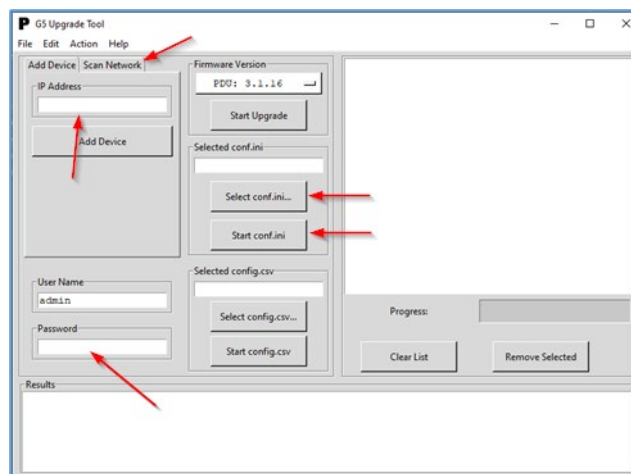 P G5 Upgrade Tool
File Edit Action Help
Add Device Scan Network
IP Address
Add Device
User Name
admin
Password
Firmware Version
PDU: 3.1.16
Start Upgrade
Selected conf.ini
Select conf.ini...
Start conf.ini
Selected config.csv
Select config.csv...
Start config.csv
Progress:
Clear List Remove Selected
Results